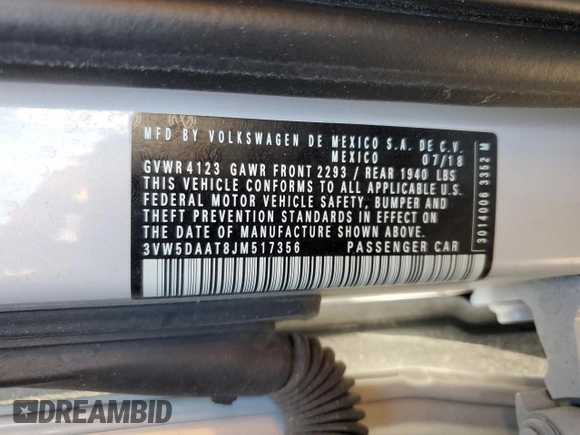 MFD BY VOLKSWAGEN DE MEXICO S.A. DE C.V.
MEXICO 07/18
GVWR 4123 GAWR FRONT 2293 / REAR 1940 LBS
THIS VEHICLE CONFORMS TO ALL APPLICABLE U.S.
FEDERAL MOTOR VEHICLE SAFETY, BUMPER AND
THEFT PREVENTION STANDARDS IN EFFECT ON
THE DATE OF MANUFACTURE SHOWN ABOVE.
3VW5DAAT8JM517356 PASSENGER CAR
3014006 3352 M
DREAMBID